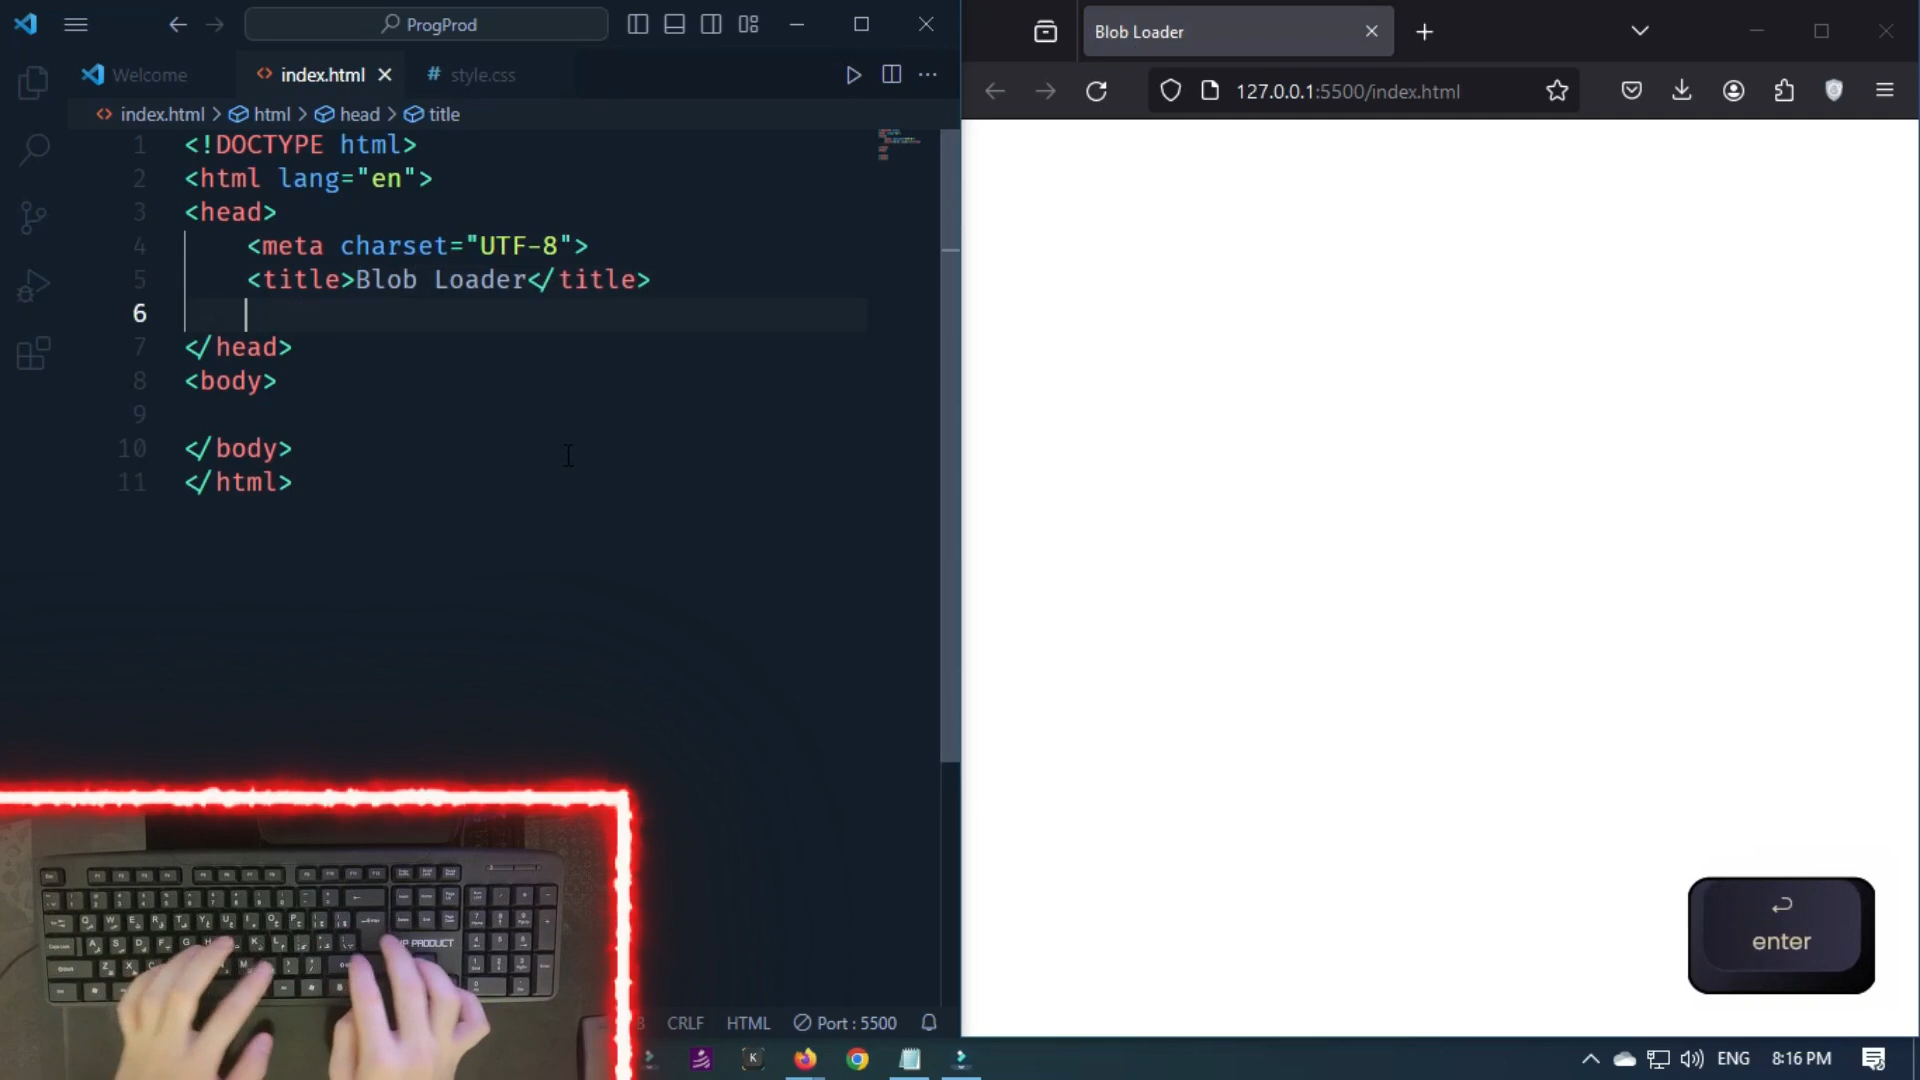 ProgProd
Welcome
index.html
# style.css
index.html > html > head > title
1 <!DOCTYPE html>
2 <html lang="en">
3 <head>
4 <meta charset="UTF-8">
5 <title>Blob Loader</title>
6
7 </head>
8 <body>
9
10 </body>
11 </html>
CRLF
HTML
Port : 5500
Blob Loader
127.0.0.1:5500/index.html
enter
K
ENG
8:16 PM